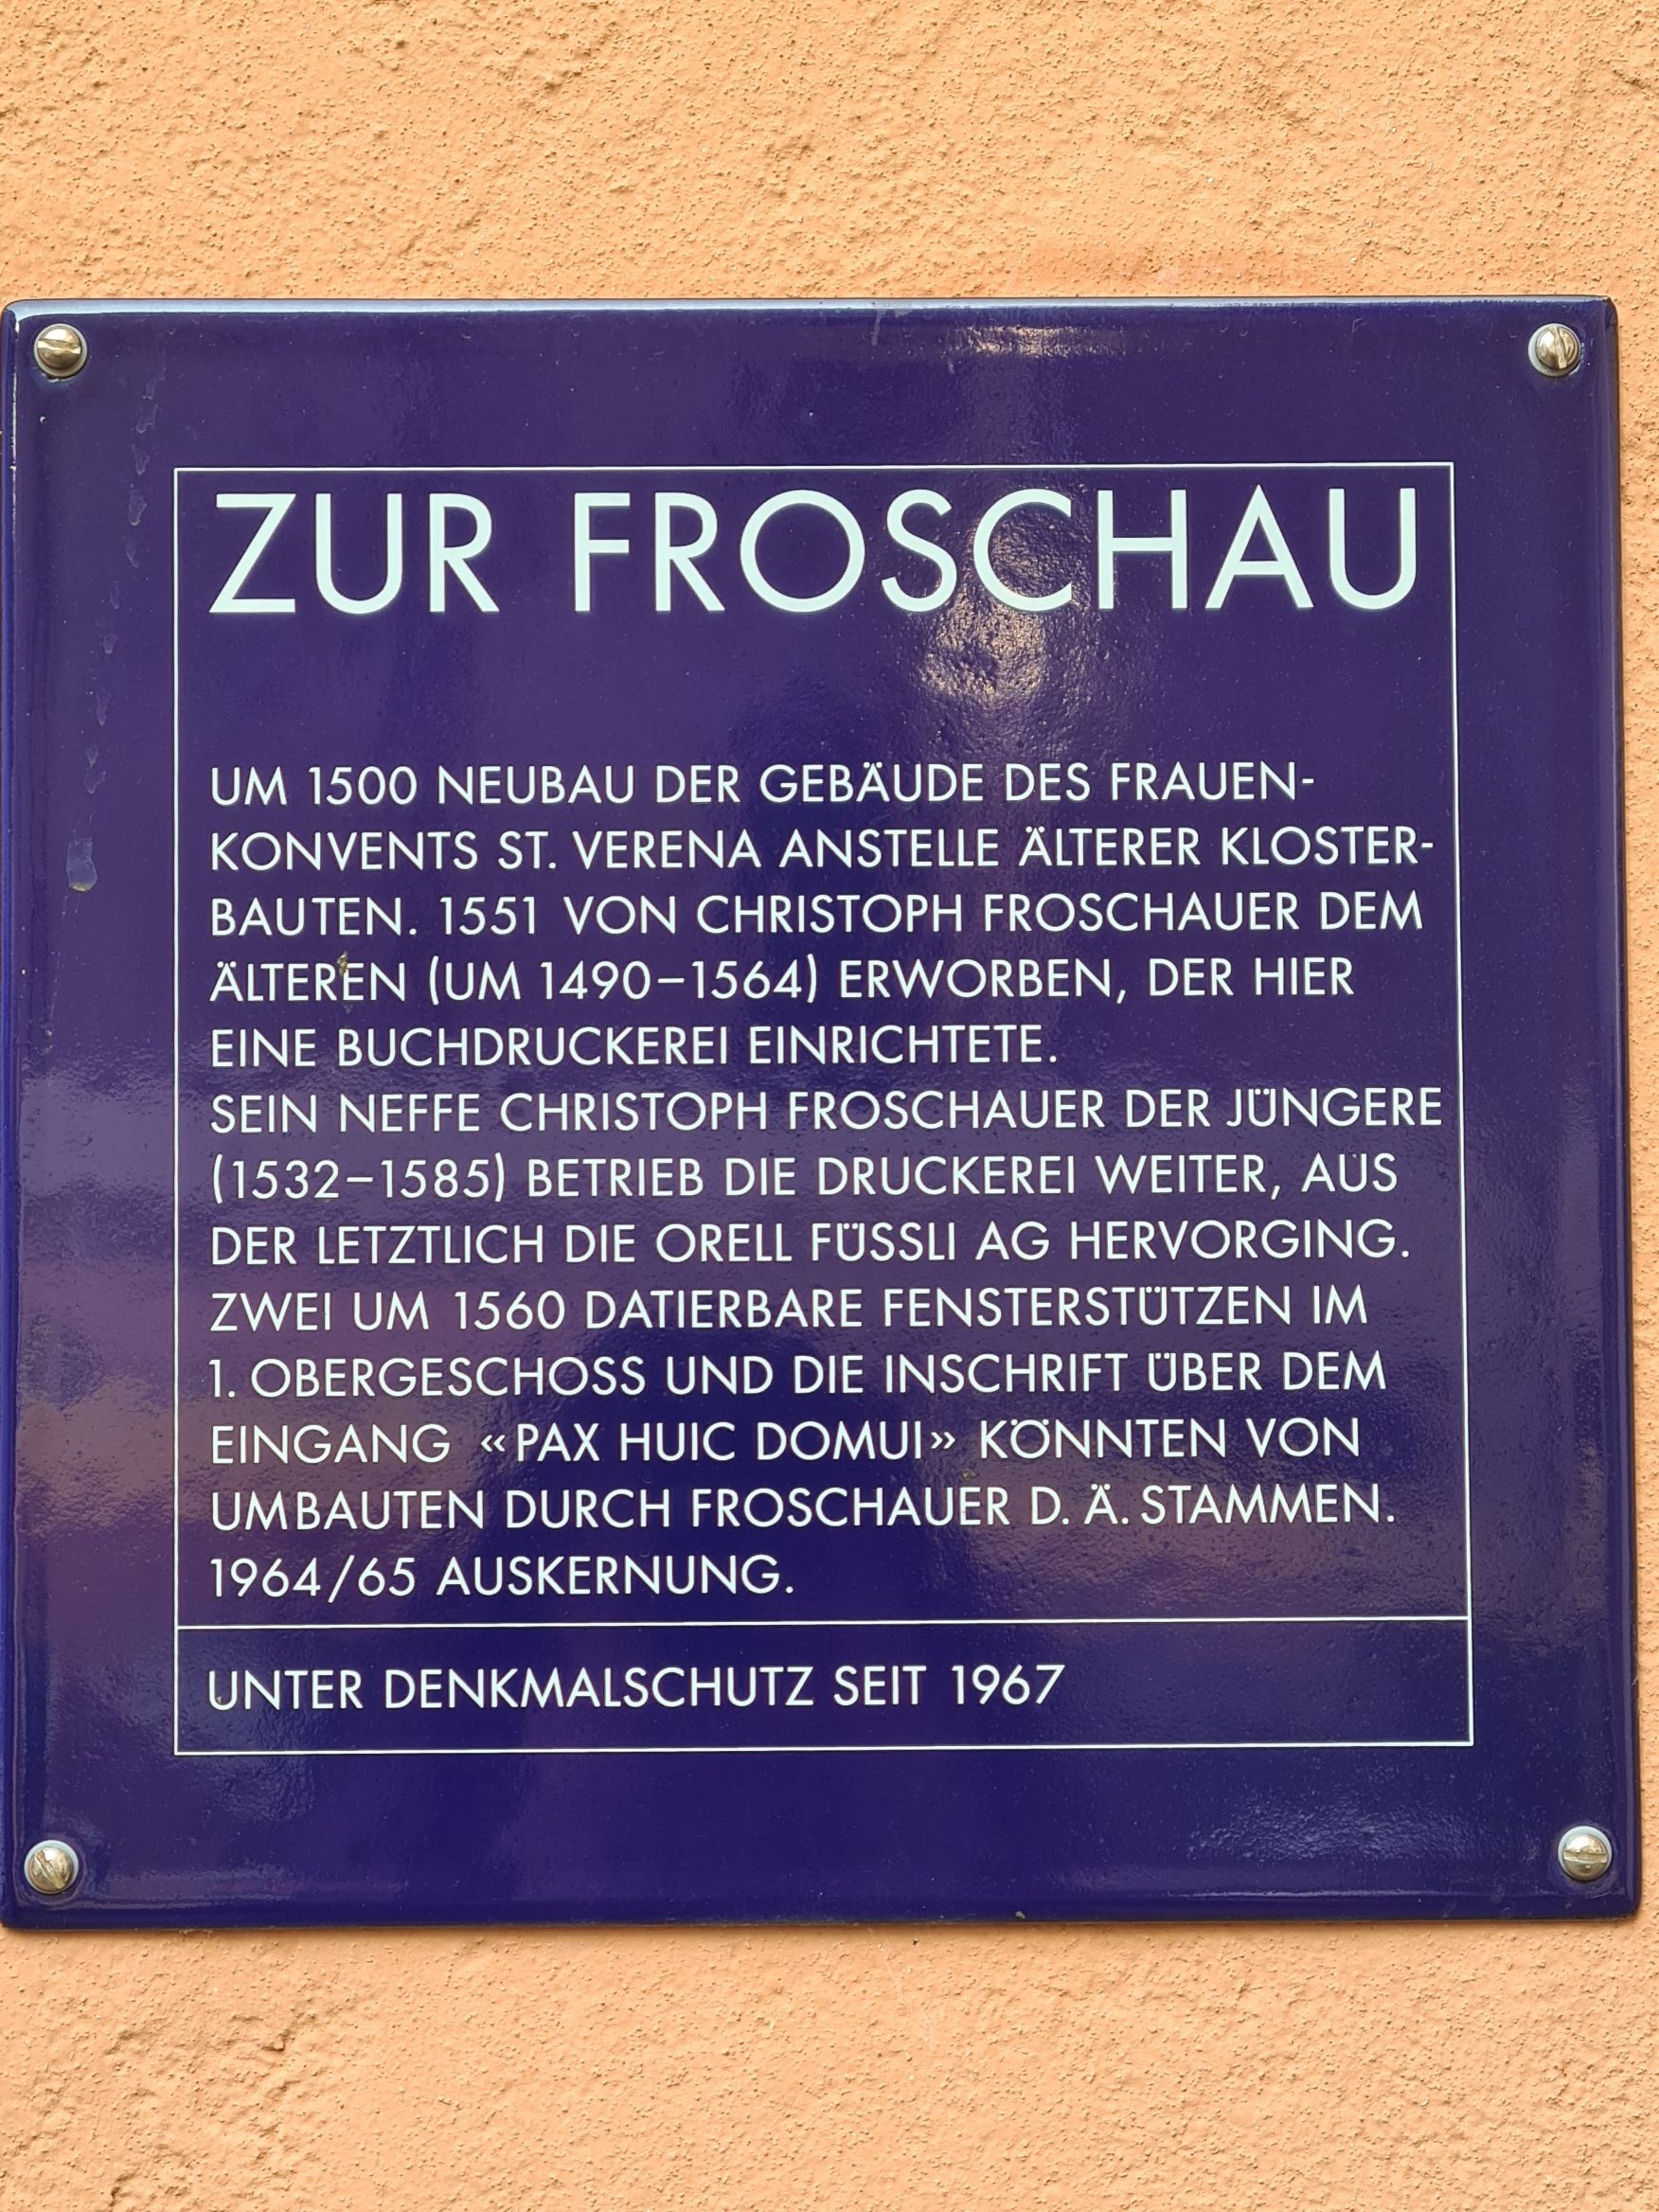 ZUR FROSCHAU
UM 1500 NEUBAU DER GEBÄUDE DES FRAUEN-
KONVENTS ST. VERENA ANSTELLE ÄLTERER KLOSTER-
BAUTEN. 1551 VON CHRISTOPH FROSCHAUER DEM
ÄLTEREN (UM 1490–1564) ERWORBEN, DER HIER
EINE BUCHDRUCKEREI EINRICHTETE.
SEIN NEFFE CHRISTOPH FROSCHAUER DER JÜNGERE
(1532–1585) BETRIEB DIE DRUCKEREI WEITER, AUS
DER LETZTLICH DIE ORELL FÜSSLI AG HERVORGING.
ZWEI UM 1560 DATIERBARE FENSTERSTÜTZEN IM
1. OBERGESCHOSS UND DIE INSCHRIFT ÜBER DEM
EINGANG «PAX HUIC DOMUI» KÖNNTEN VON
UMBAUTEN DURCH FROSCHAUER D. Ä. STAMMEN.
1964/65 AUSKERNUNG.
UNTER DENKMALSCHUTZ SEIT 1967